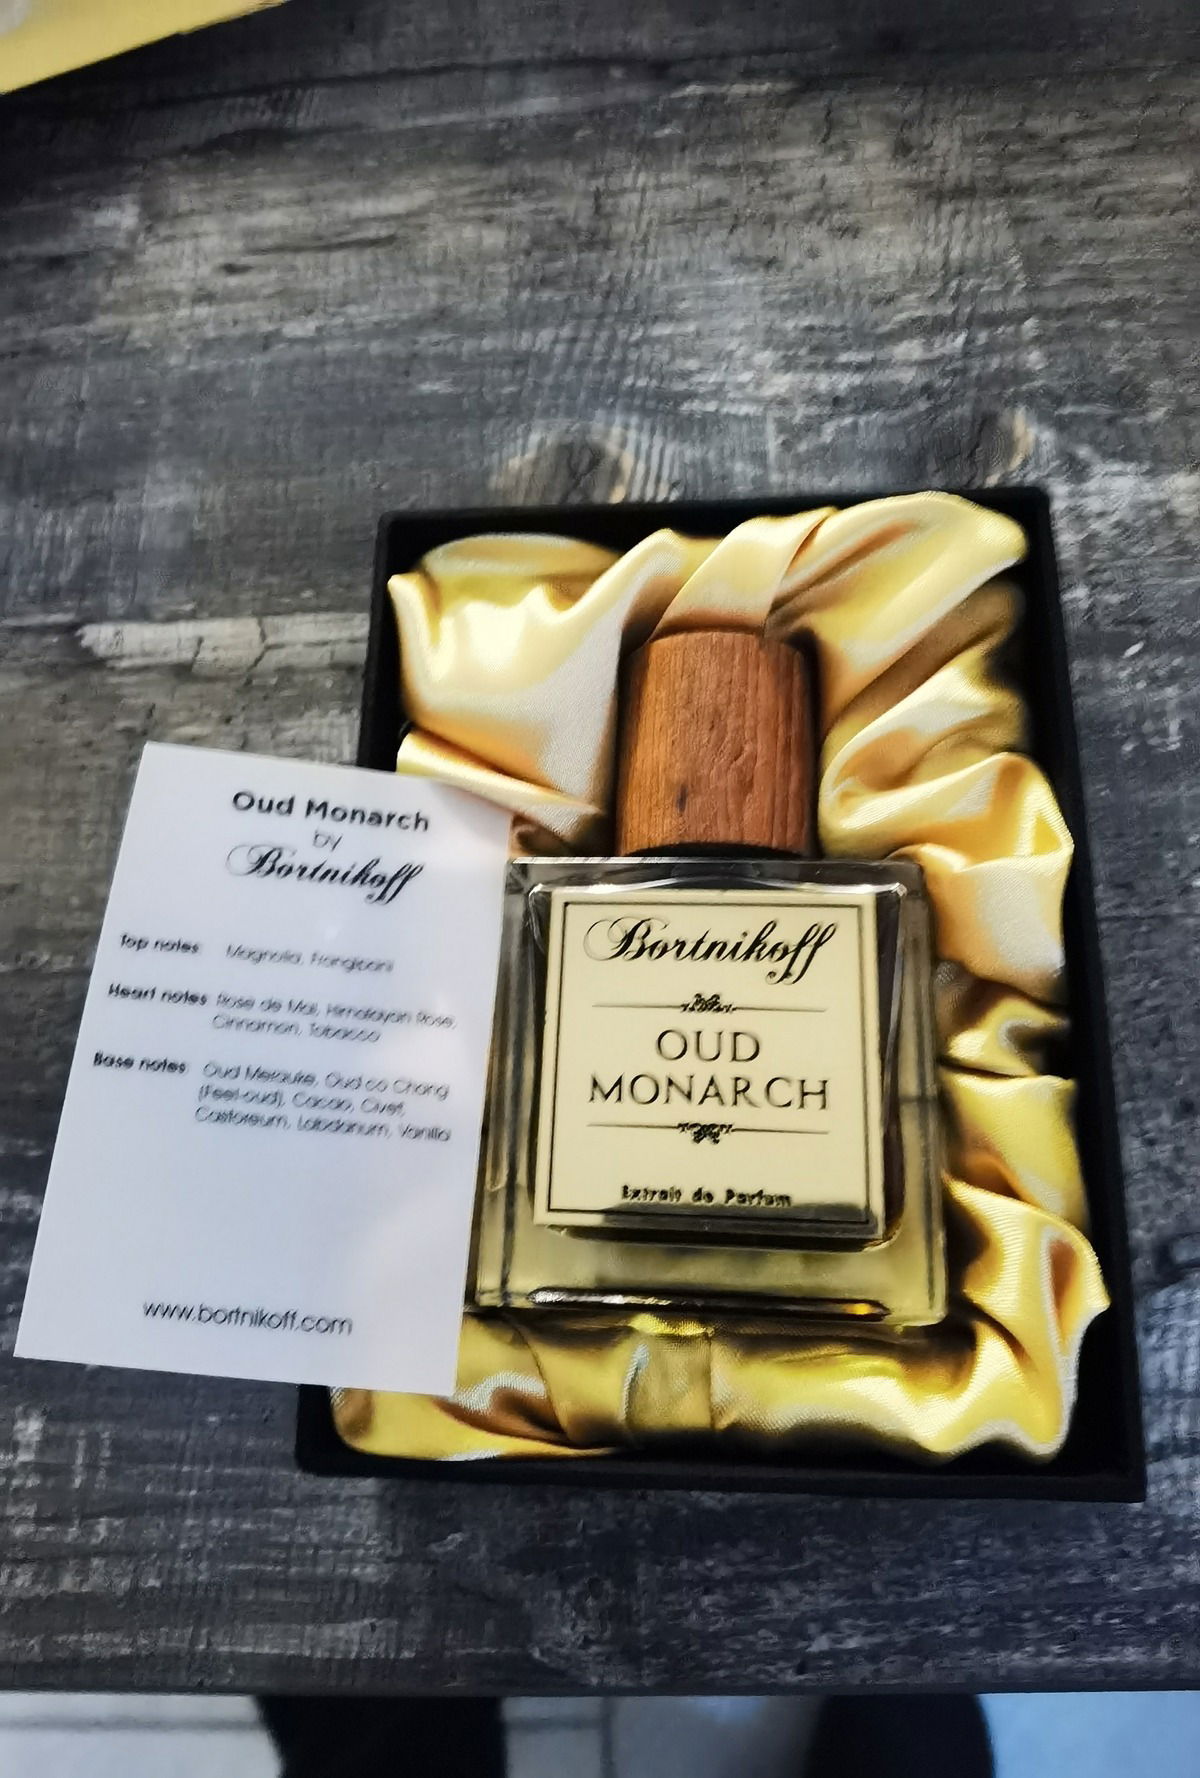 Oud Monarch
by
Bortnikoff
Top notes Magnolia, Frangipani
Heart notes Rose de Mai, Himalayan Rose,
Cinnamon, Tobacco
Base notes Oud Merauke, Oud co Chang
(Feel-oud), Cacao, Civet,
Castoreum, Labdanum, Vanilla
www.bortnikoff.com
Bortnikoff
OUD
MONARCH
Extrait de Parfum